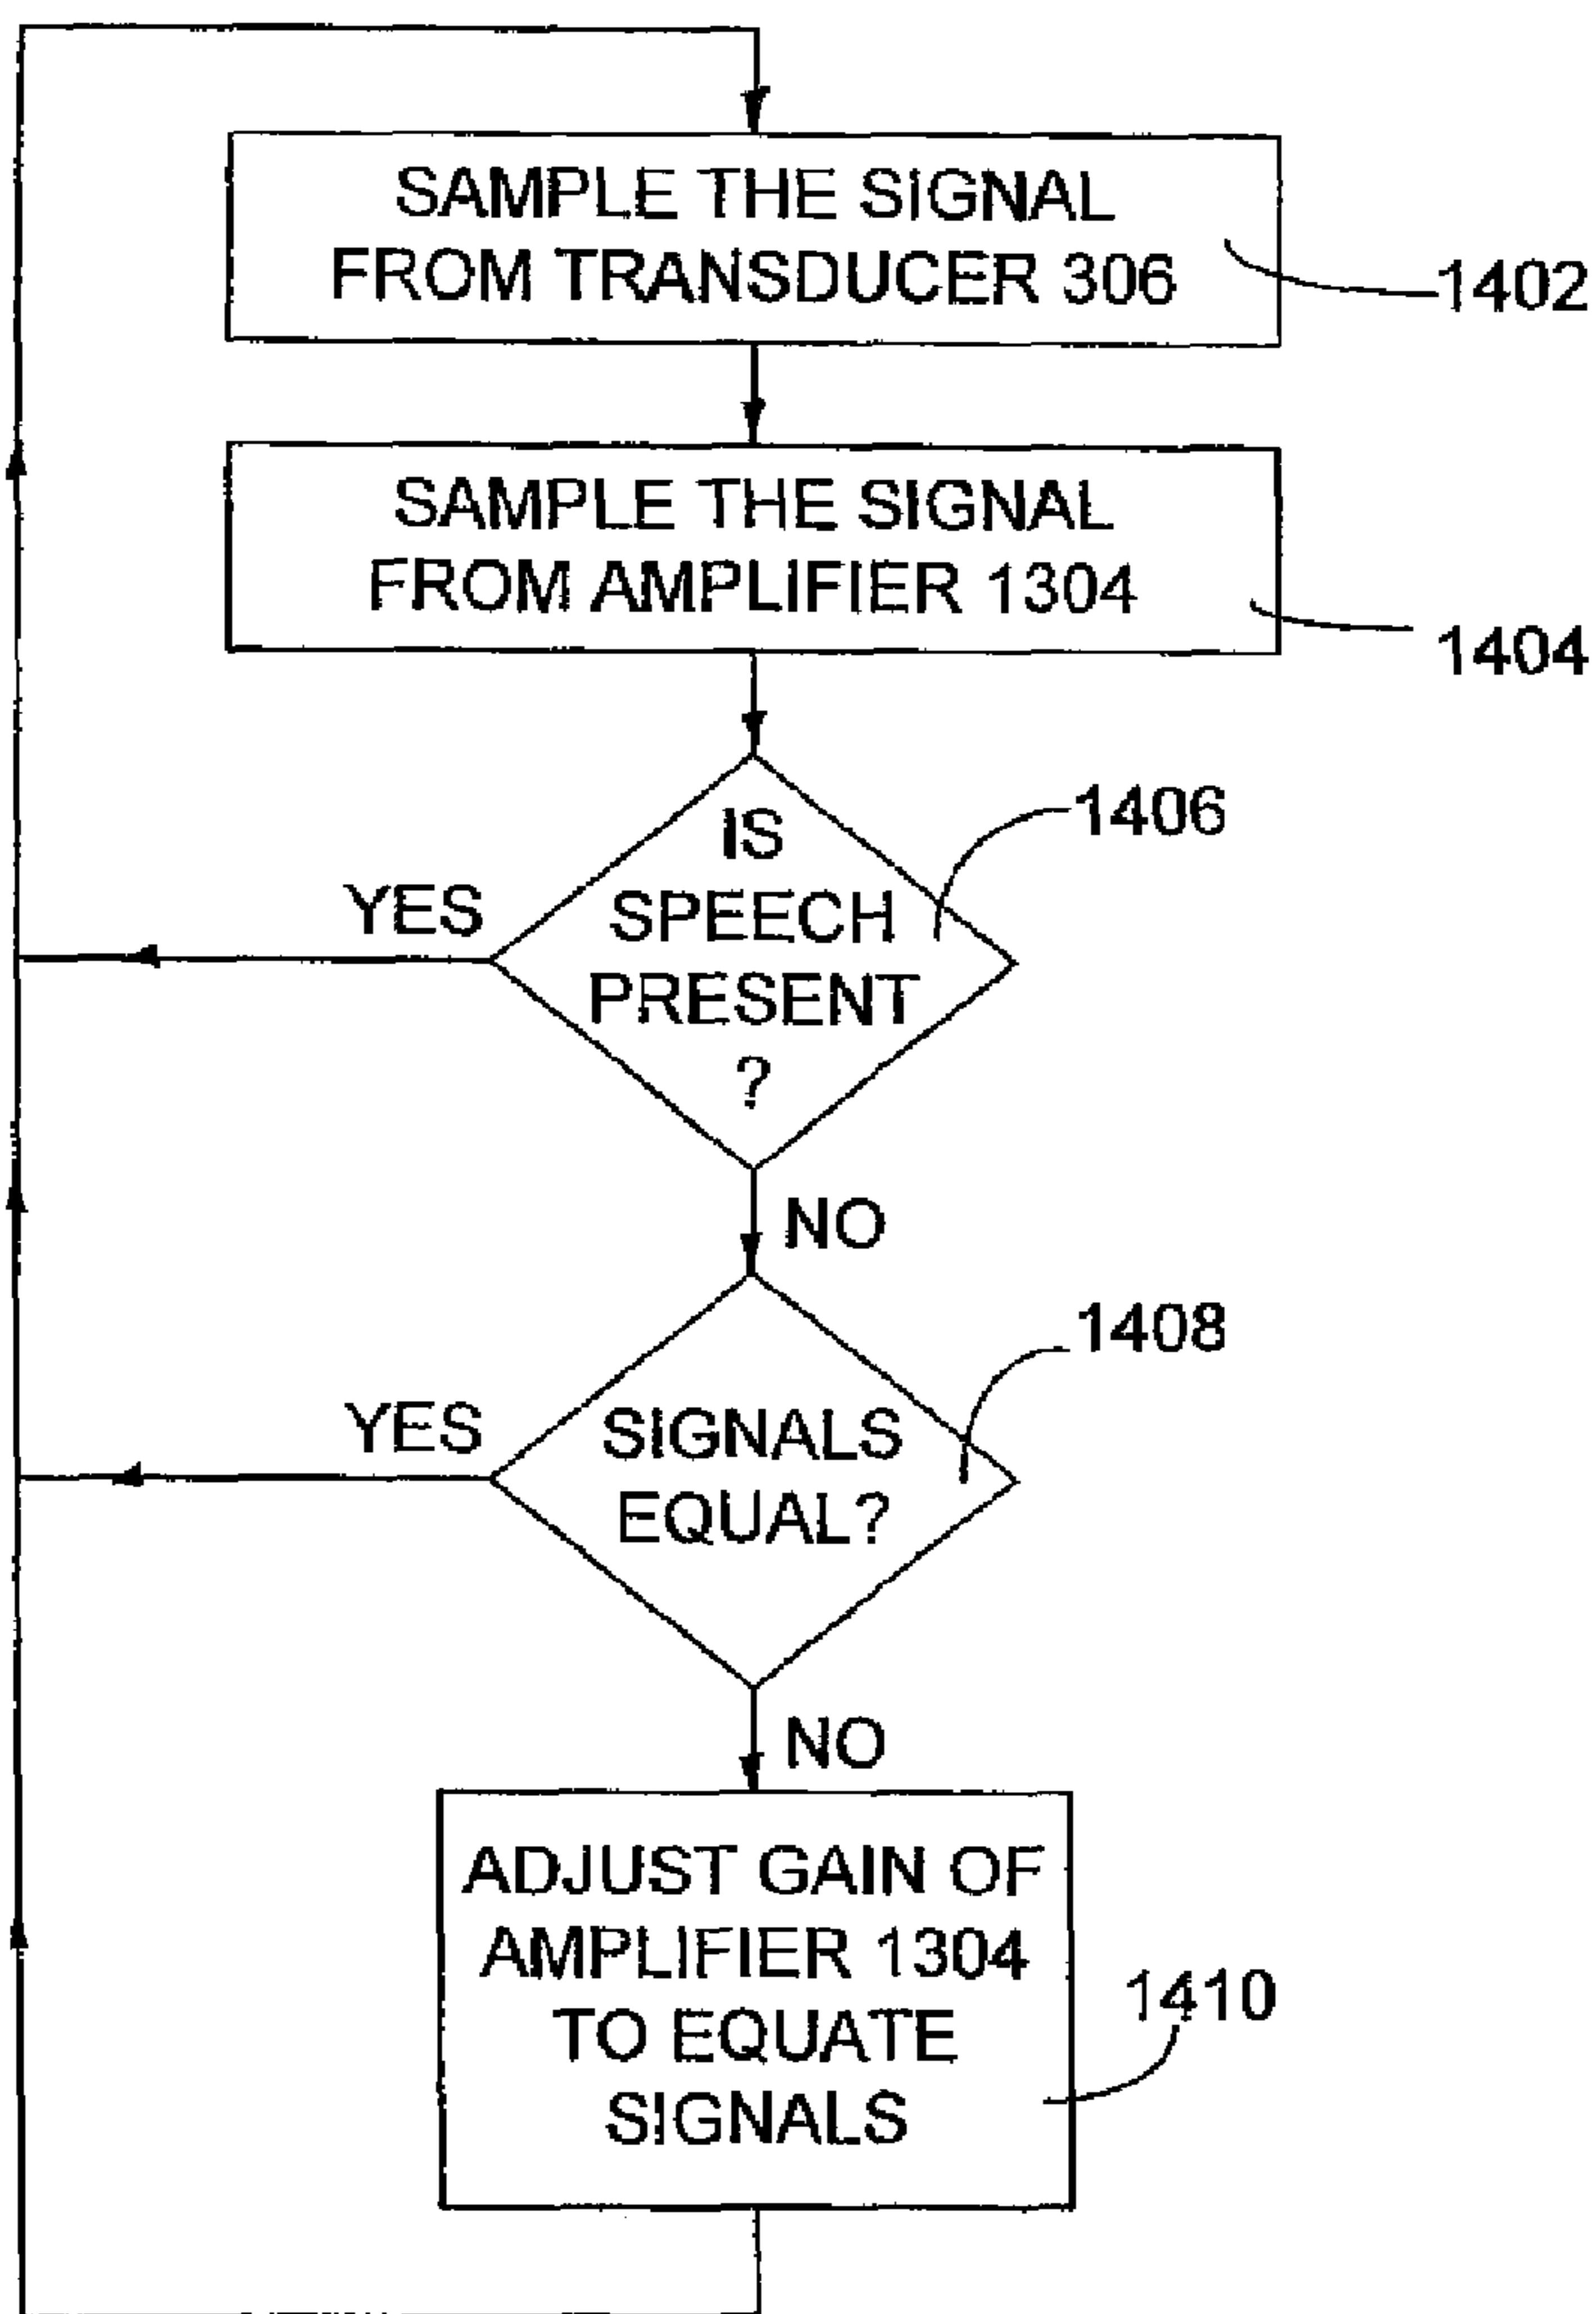 SAMPLE THE SIGNAL
FROM TRANSDUCER 306
1402
SAMPLE THE SIGNAL
FROM AMPLIFIER 1304
1404
IS
SPEECH
PRESENT
?
1406
YES
NO
SIGNALS
EQUAL?
1408
YES
NO
ADJUST GAIN OF
AMPLIFIER 1304
TO EQUATE
SIGNALS
1410